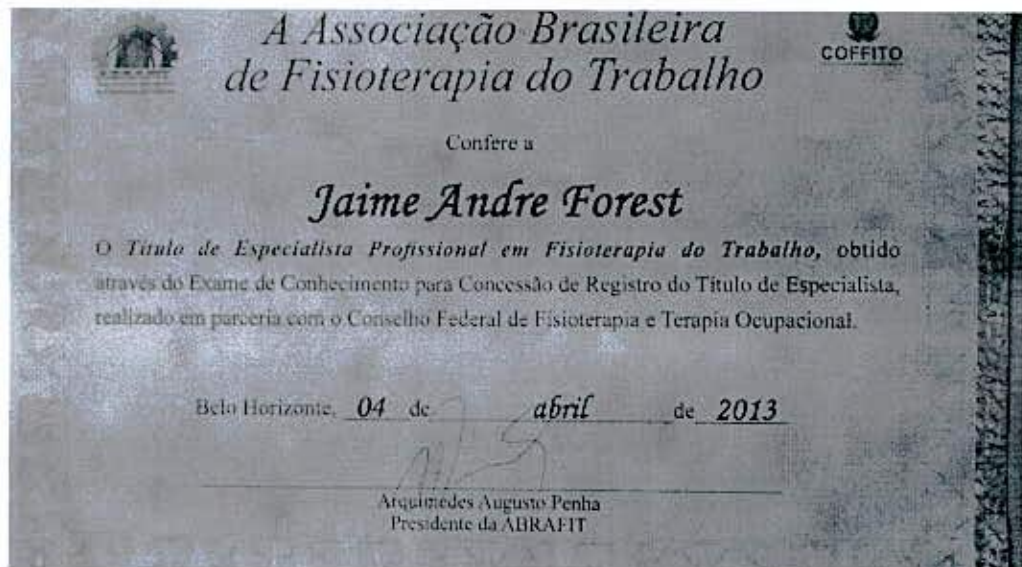 A Associação Brasileira
COFFITO
de Fisioterapia do Trabalho
Confere a
Jaime Andre Forest
O Título de Especialista Profissional em Fisioterapia do Trabalho, obtido
através do Exame de Conhecimento para Concessão de Registro do Título de Especialista,
realizado em parceria com o Conselho Federal de Fisioterapia e Terapia Ocupacional.
Belo Horizonte, 04 de abril de 2013
Arquimedes Augusto Penha
Presidente da ABRAFIT